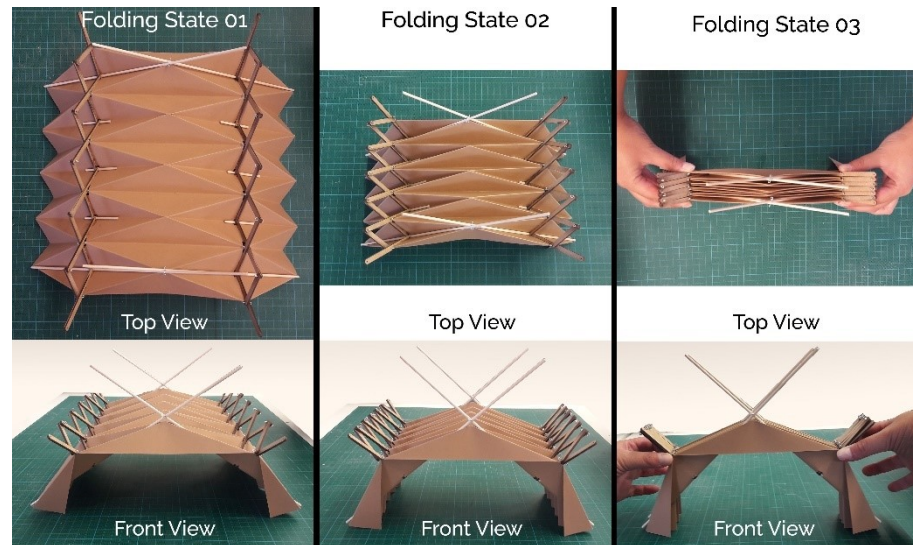 Folding State 01
Folding State 02
Folding State 03
Top View
Top View
Top View
Front View
Front View
Front View